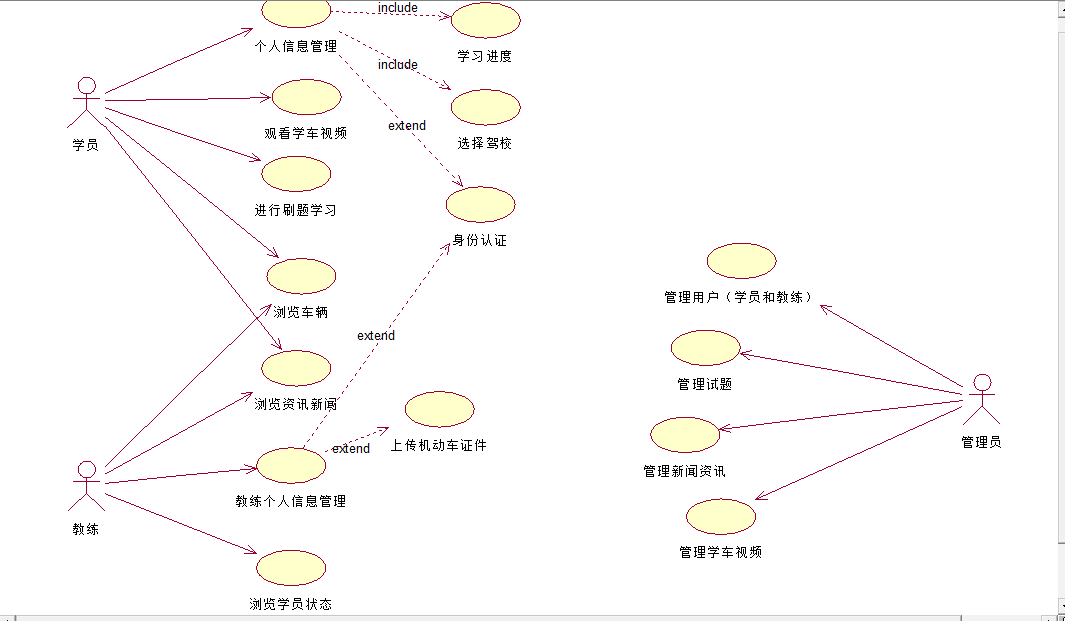 include
个人信息管理
学习进度
include
观看学车视频
选择驾校
extend
学员
进行刷题学习
身份认证
浏览车辆
管理用户（学员和教练）
extend
管理试题
浏览资讯新闻
上传机动车证件
extend
管理员
管理新闻资讯
教练个人信息管理
教练
管理学车视频
浏览学员状态